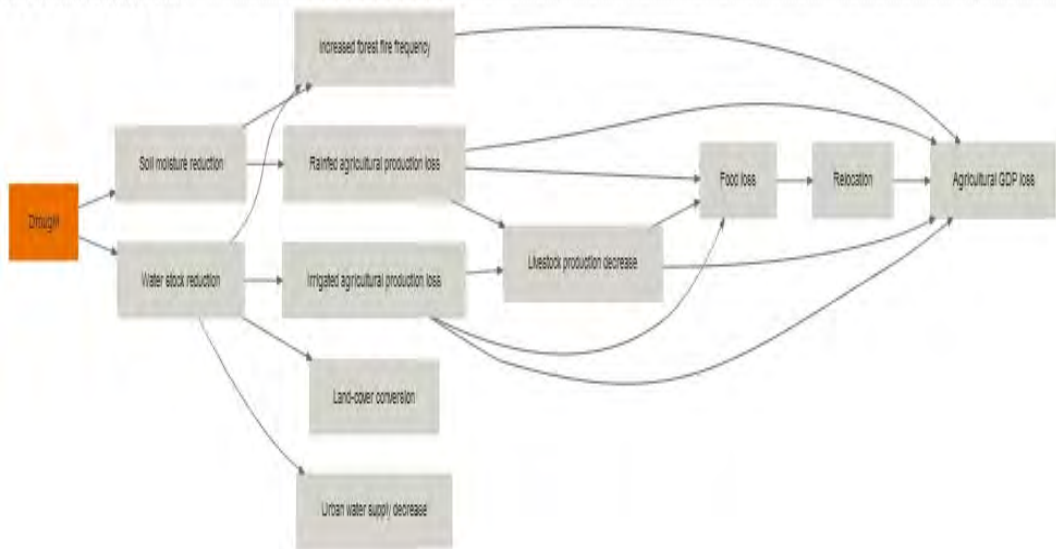 Increased forest fire frequency
Soil moisture reduction
Rainfed agricultural production loss
Food loss
Relocation
Agricultural GDP loss
Drought
Water stock reduction
Irrigated agricultural production loss
Livestock production decrease
Land-cover conversion
Urban water supply decrease